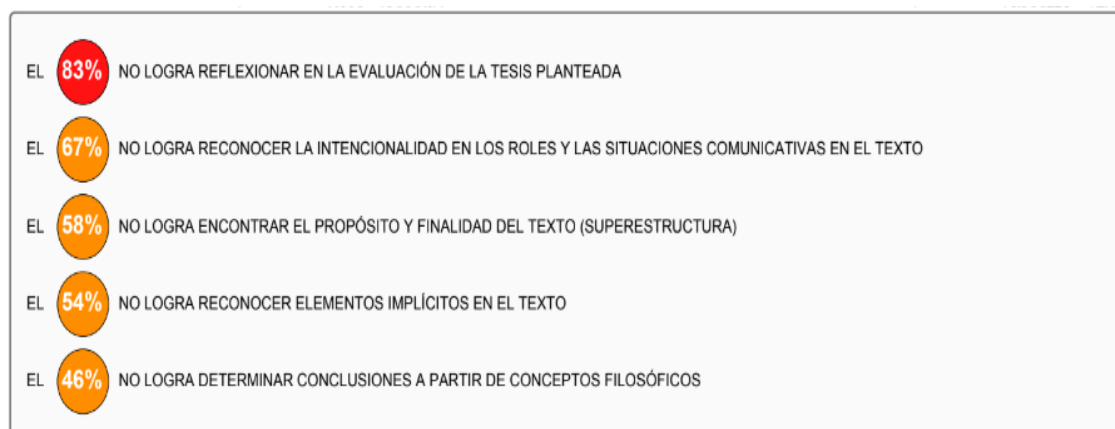 EL 83% NO LOGRA REFLEXIONAR EN LA EVALUACIÓN DE LA TESIS PLANTEADA
EL 67% NO LOGRA RECONOCER LA INTENCIONALIDAD EN LOS ROLES Y LAS SITUACIONES COMUNICATIVAS EN EL TEXTO
EL 58% NO LOGRA ENCONTRAR EL PROPÓSITO Y FINALIDAD DEL TEXTO (SUPERESTRUCTURA)
EL 54% NO LOGRA RECONOCER ELEMENTOS IMPLÍCITOS EN EL TEXTO
EL 46% NO LOGRA DETERMINAR CONCLUSIONES A PARTIR DE CONCEPTOS FILOSÓFICOS